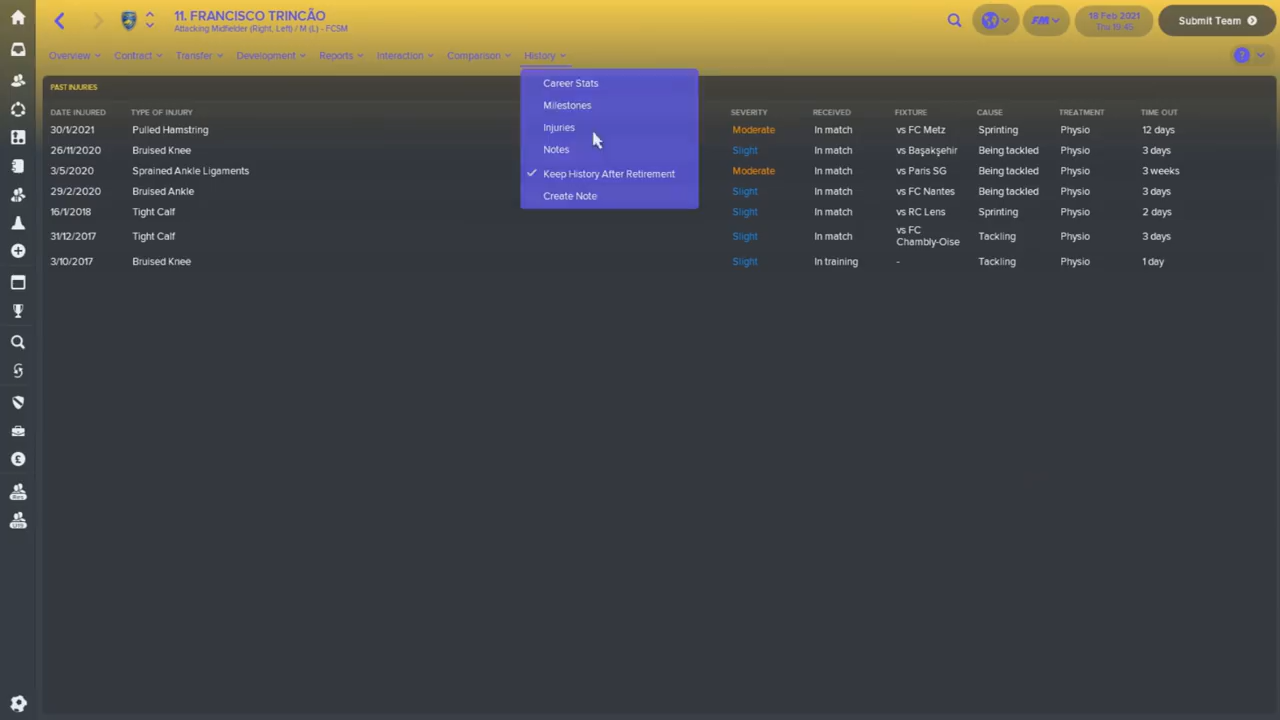 11. FRANCISCO TRINCÃO
Attacking Midfielder (Right, Left) / M (L) - FCSM
FM
18 Feb 2021
Thu 19:45
Submit Team
Overview
Contract
Transfer
Development
Reports
Interaction
Comparison
History
?
Career Stats
Milestones
Injuries
Notes
Keep History After Retirement
Create Note
PAST INJURIES
DATE INJURED TYPE OF INJURY SEVERITY RECEIVED FIXTURE CAUSE TREATMENT TIME OUT
30/1/2021 Pulled Hamstring Moderate In match vs FC Metz Sprinting Physio 12 days
26/11/2020 Bruised Knee Slight In match vs Başakşehir Being tackled Physio 3 days
3/5/2020 Sprained Ankle Ligaments Moderate In match vs Paris SG Being tackled Physio 3 weeks
29/2/2020 Bruised Ankle Slight In match vs FC Nantes Being tackled Physio 3 days
16/1/2018 Tight Calf Slight In match vs RC Lens Sprinting Physio 2 days
31/12/2017 Tight Calf Slight In match vs FC Chambly-Oise Tackling Physio 3 days
3/10/2017 Bruised Knee Slight In training - Tackling Physio 1 day